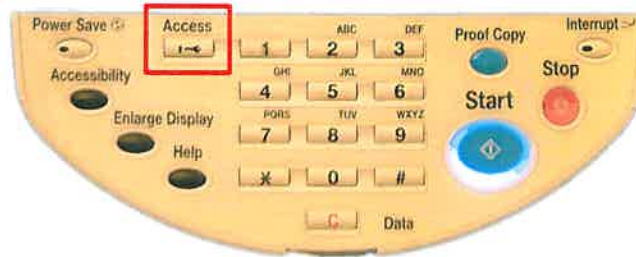 Power Save
Access
ABC
DEF
Proof Copy
Interrupt
1
2
3
Accessibility
GHI
JKL
MNO
Stop
4
5
6
Start
Enlarge Display
PQRS
TUV
WXYZ
7
8
9
Help
*
0
#
C
Data